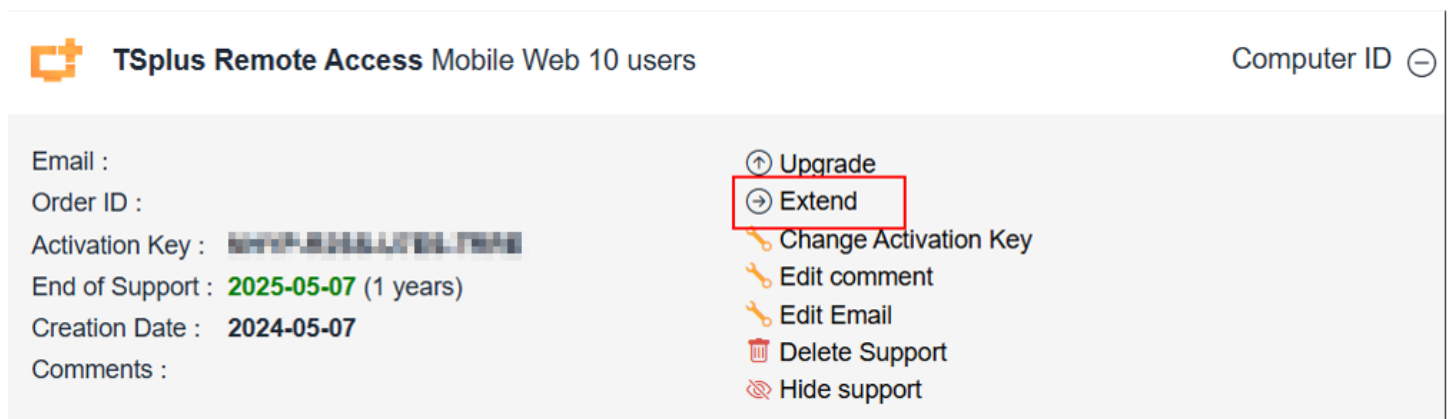 TSplus Remote Access Mobile Web 10 users
Computer ID
Email :
Order ID :
Activation Key :
End of Support : 2025-05-07 (1 years)
Creation Date : 2024-05-07
Comments :
Upgrade
Extend
Change Activation Key
Edit comment
Edit Email
Delete Support
Hide support